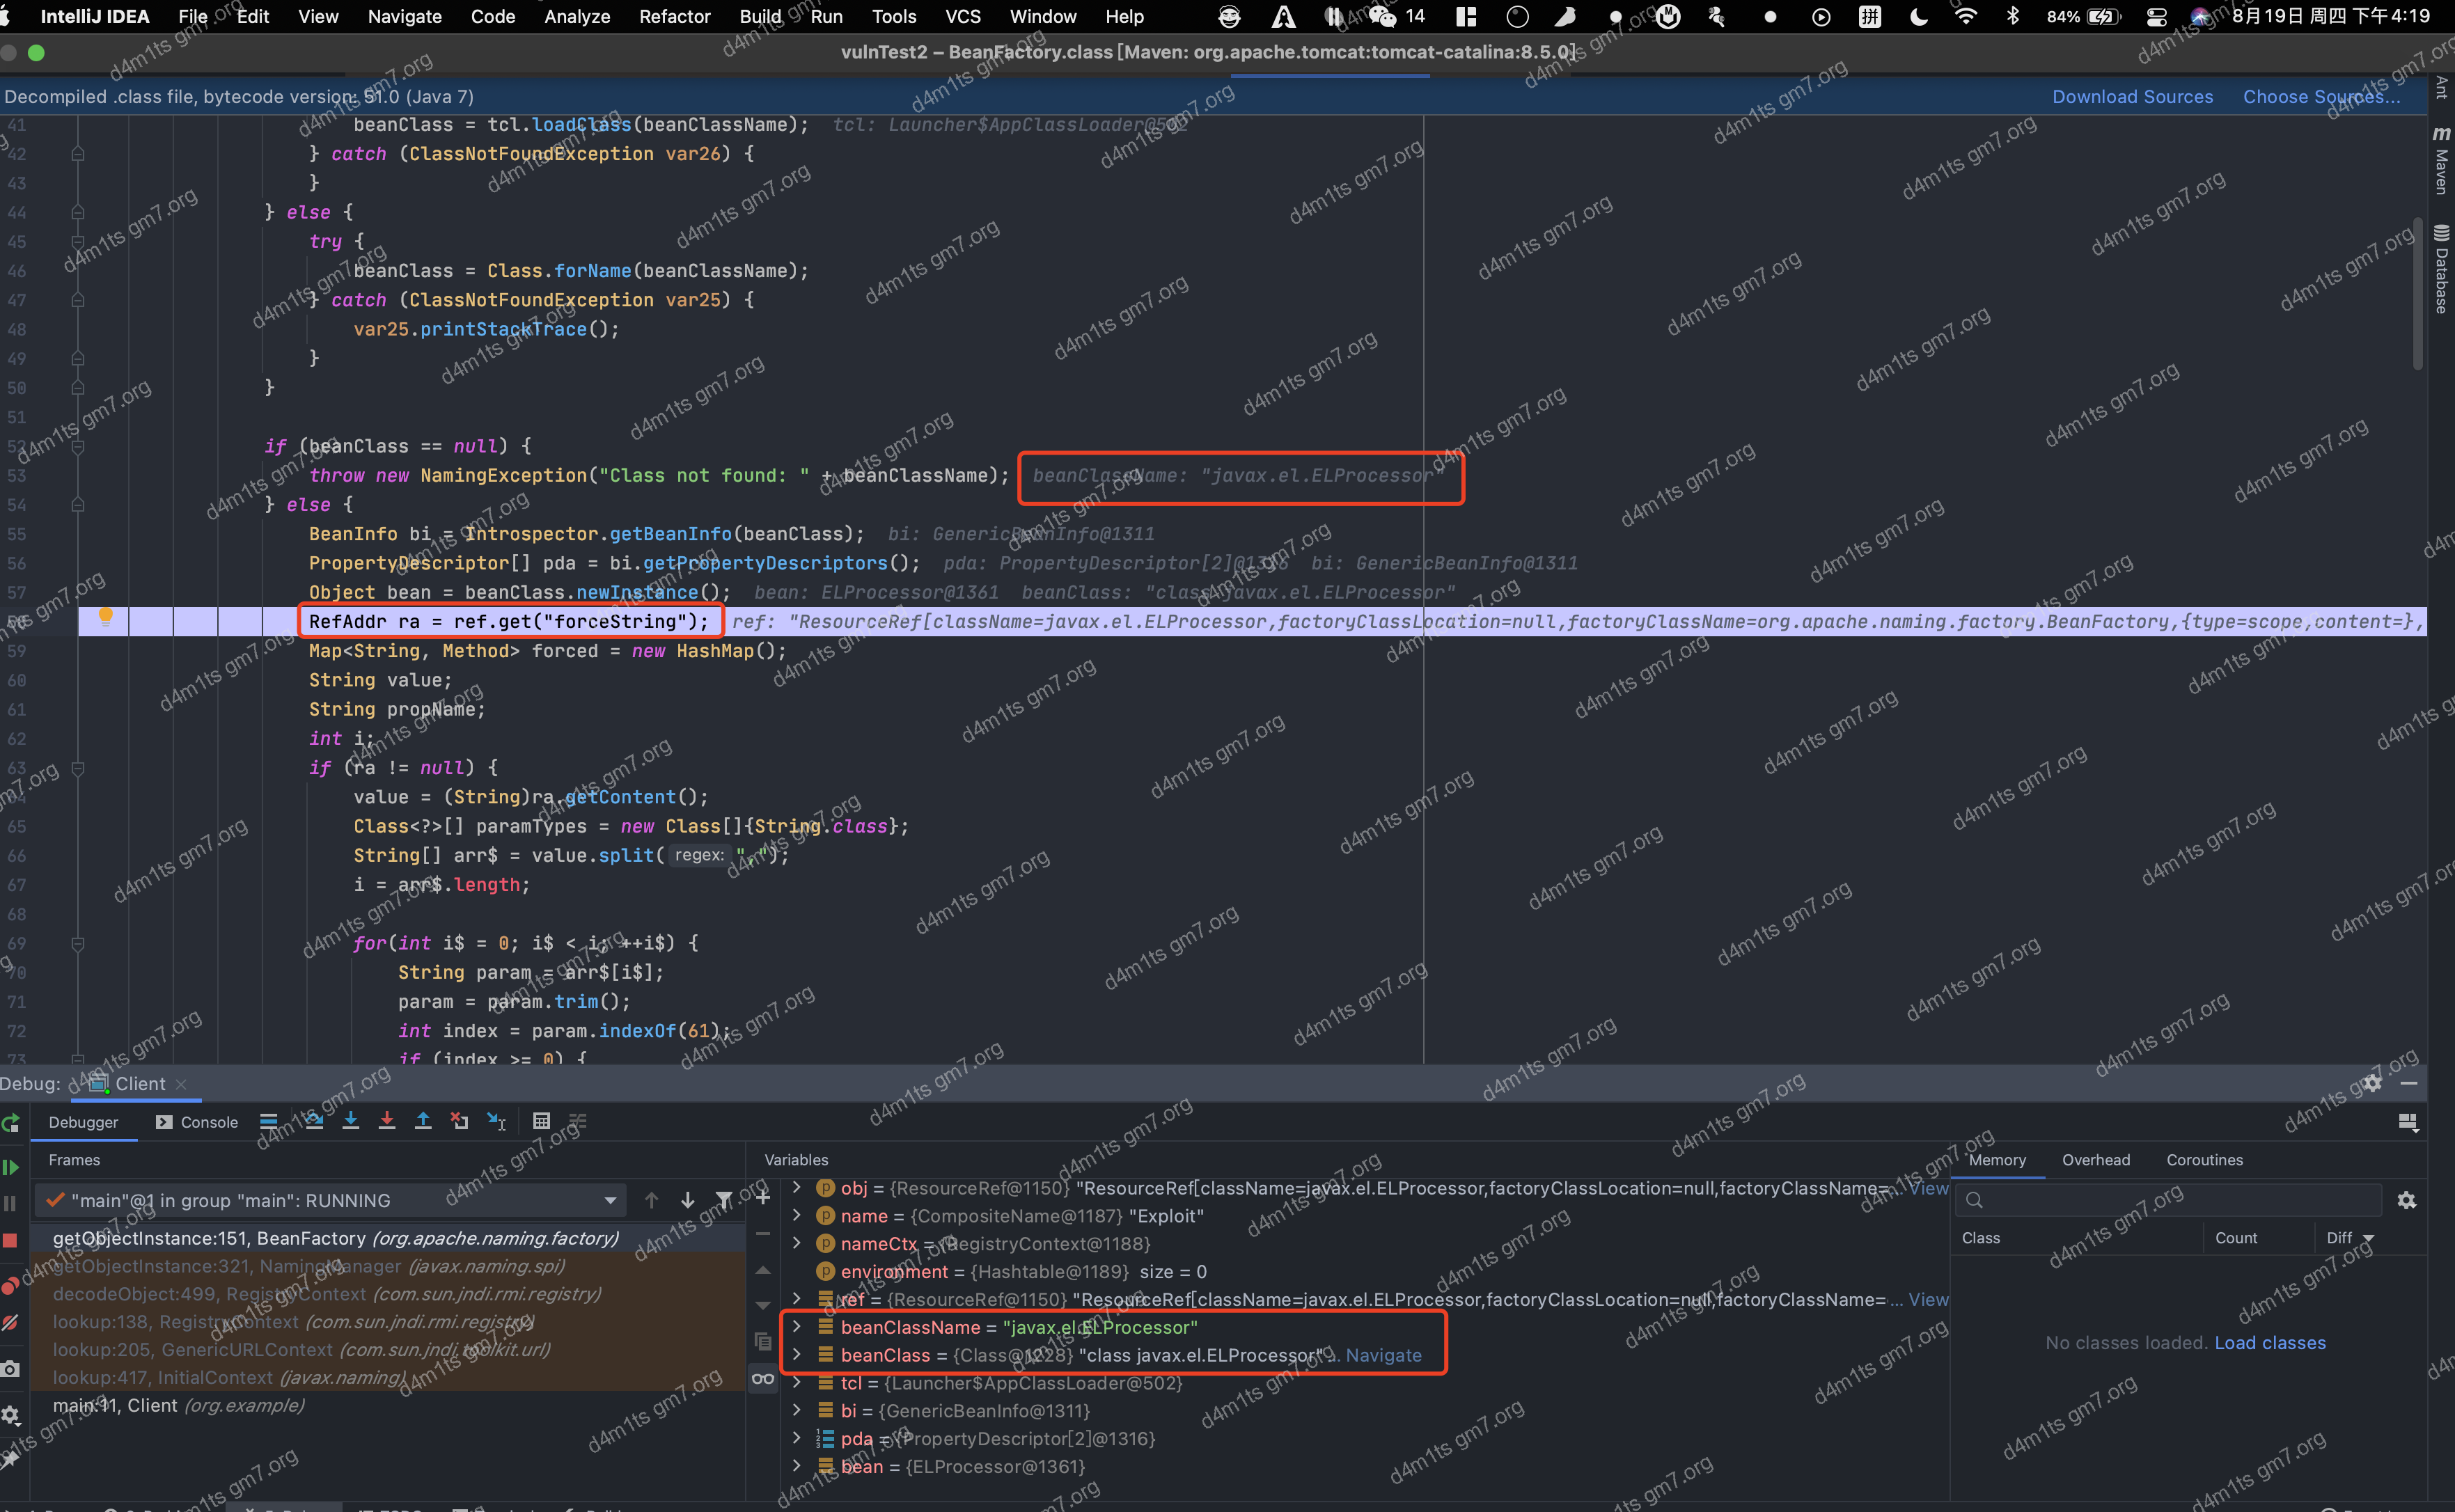 IntelliJ IDEA File Edit View Navigate Code Analyze Refactor Build Run Tools VCS Window Help 14 拼 84% 8月19日 周四 下午4:19
vulnTest2 – BeanFactory.class [Maven: org.apache.tomcat:tomcat-catalina:8.5.0]
Decompiled .class file, bytecode version: 51.0 (Java 7) Download Sources Choose Sources...
41 beanClass = tcl.loadClass(beanClassName); tcl: Launcher$AppClassLoader@502
42 } catch (ClassNotFoundException var26) {
43 }
44 } else {
45 try {
46 beanClass = Class.forName(beanClassName);
47 } catch (ClassNotFoundException var25) {
48 var25.printStackTrace();
49 }
50 }
51
52 if (beanClass == null) {
53 throw new NamingException("Class not found: " + beanClassName); beanClassName: "javax.el.ELProcessor"
54 } else {
55 BeanInfo bi = Introspector.getBeanInfo(beanClass); bi: GenericBeanInfo@1311
56 PropertyDescriptor[] pda = bi.getPropertyDescriptors(); pda: PropertyDescriptor[2]@1316 bi: GenericBeanInfo@1311
57 Object bean = beanClass.newInstance(); bean: ELProcessor@1361 beanClass: "class javax.el.ELProcessor"
58 RefAddr ra = ref.get("forceString"); ref: "ResourceRef[className=javax.el.ELProcessor,factoryClassLocation=null,factoryClassName=org.apache.naming.factory.BeanFactory,{type=scope,content=},
59 Map<String, Method> forced = new HashMap();
60 String value;
61 String propName;
62 int i;
63 if (ra != null) {
64 value = (String)ra.getContent();
65 Class<?>[] paramTypes = new Class[]{String.class};
66 String[] arr$ = value.split( regex: ",");
67 i = arr$.length;
68
69 for(int i$ = 0; i$ < i; ++i$) {
70 String param = arr$[i$];
71 param = param.trim();
72 int index = param.indexOf(61);
73 if (index >= 0) {
Ant
Maven
Database
Debug: Client
Debugger Console
Frames
"main"@1 in group "main": RUNNING
getObjectInstance:151, BeanFactory (org.apache.naming.factory)
getObjectInstance:321, NamingManager (javax.naming.spi)
decodeObject:499, RegistryContext (com.sun.jndi.rmi.registry)
lookup:138, RegistryContext (com.sun.jndi.rmi.registry)
lookup:205, GenericURLContext (com.sun.jndi.toolkit.url)
lookup:417, InitialContext (javax.naming)
main:11, Client (org.example)
Variables
obj = {ResourceRef@1150} "ResourceRef[className=javax.el.ELProcessor,factoryClassLocation=null,factoryClassName=... View
name = {CompositeName@1187} "Exploit"
nameCtx = {RegistryContext@1188}
environment = {Hashtable@1189} size = 0
ref = {ResourceRef@1150} "ResourceRef[className=javax.el.ELProcessor,factoryClassLocation=null,factoryClassName=... View
beanClassName = "javax.el.ELProcessor"
beanClass = {Class@1228} "class javax.el.ELProcessor" ... Navigate
tcl = {Launcher$AppClassLoader@502}
bi = {GenericBeanInfo@1311}
pda = {PropertyDescriptor[2]@1316}
bean = {ELProcessor@1361}
Memory Overhead Coroutines
Class Count Diff
No classes loaded. Load classes
d4m1ts gm7.org